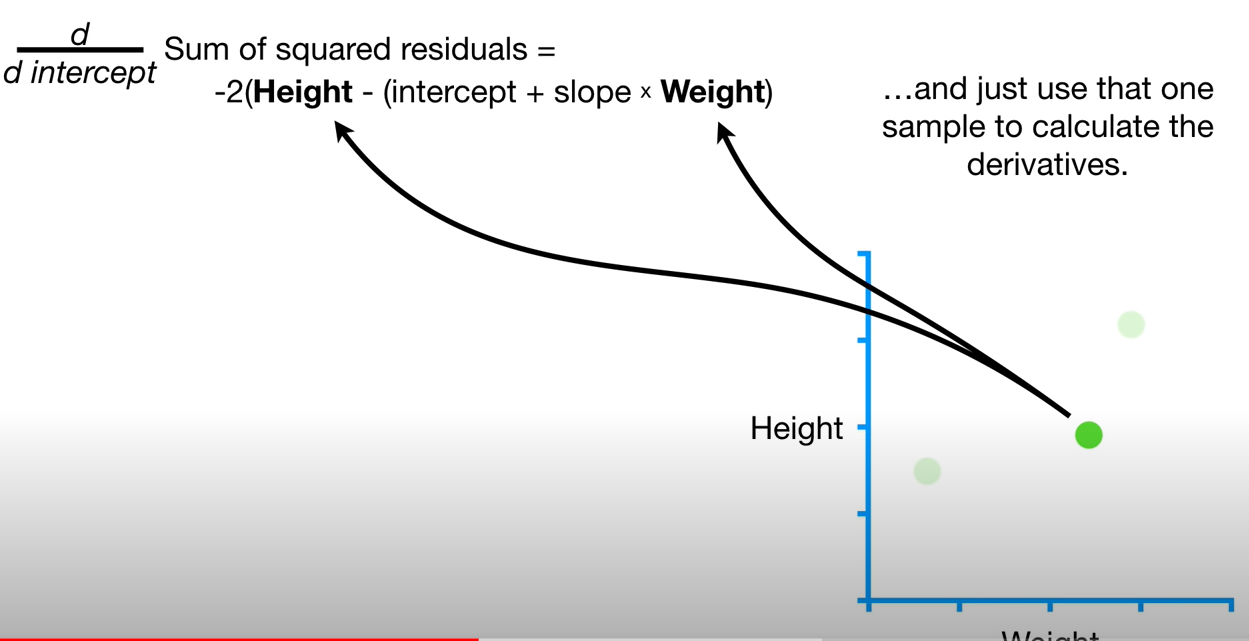 d
d intercept
Sum of squared residuals =
-2(Height - (intercept + slope x Weight)
…and just use that one
sample to calculate the
derivatives.
Height
Weight